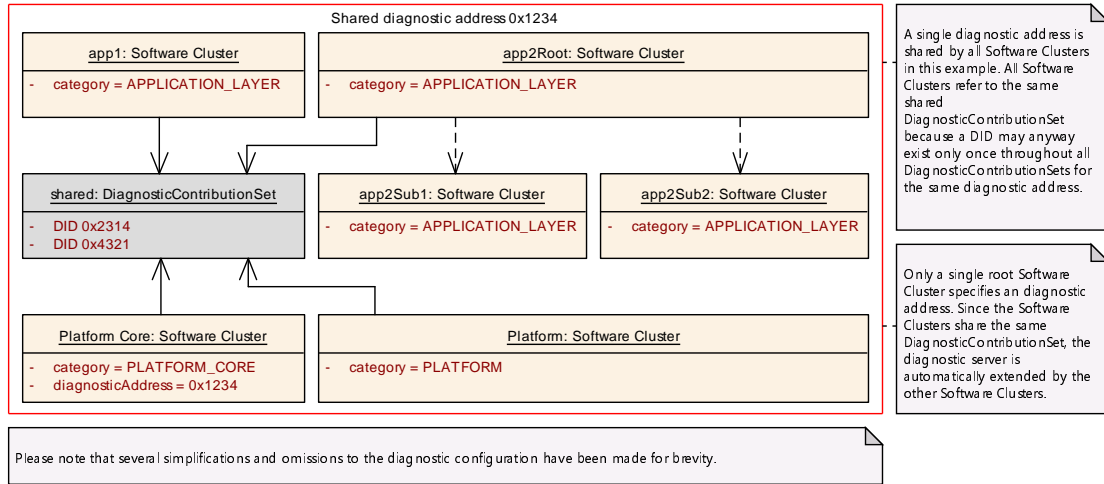 Shared diagnostic address 0x1234
app1: Software Cluster
- category = APPLICATION_LAYER
app2Root: Software Cluster
- category = APPLICATION_LAYER
shared: DiagnosticContributionSet
- DID 0x2314
- DID 0x4321
app2Sub1: Software Cluster
- category = APPLICATION_LAYER
app2Sub2: Software Cluster
- category = APPLICATION_LAYER
Platform Core: Software Cluster
- category = PLATFORM_CORE
- diagnosticAddress = 0x1234
Platform: Software Cluster
- category = PLATFORM
A single diagnostic address is
shared by all Software Clusters
in this example. All Software
Clusters refer to the same
shared
DiagnosticContributionSet
because a DID may anyway
exist only once throughout all
DiagnosticContributionSets for
the same diagnostic address.
Only a single root Software
Cluster specifies an diagnostic
address. Since the Software
Clusters share the same
DiagnosticContributionSet, the
diagnostic server is
automatically extended by the
other Software Clusters.
Please note that several simplifications and omissions to the diagnostic configuration have been made for brevity.